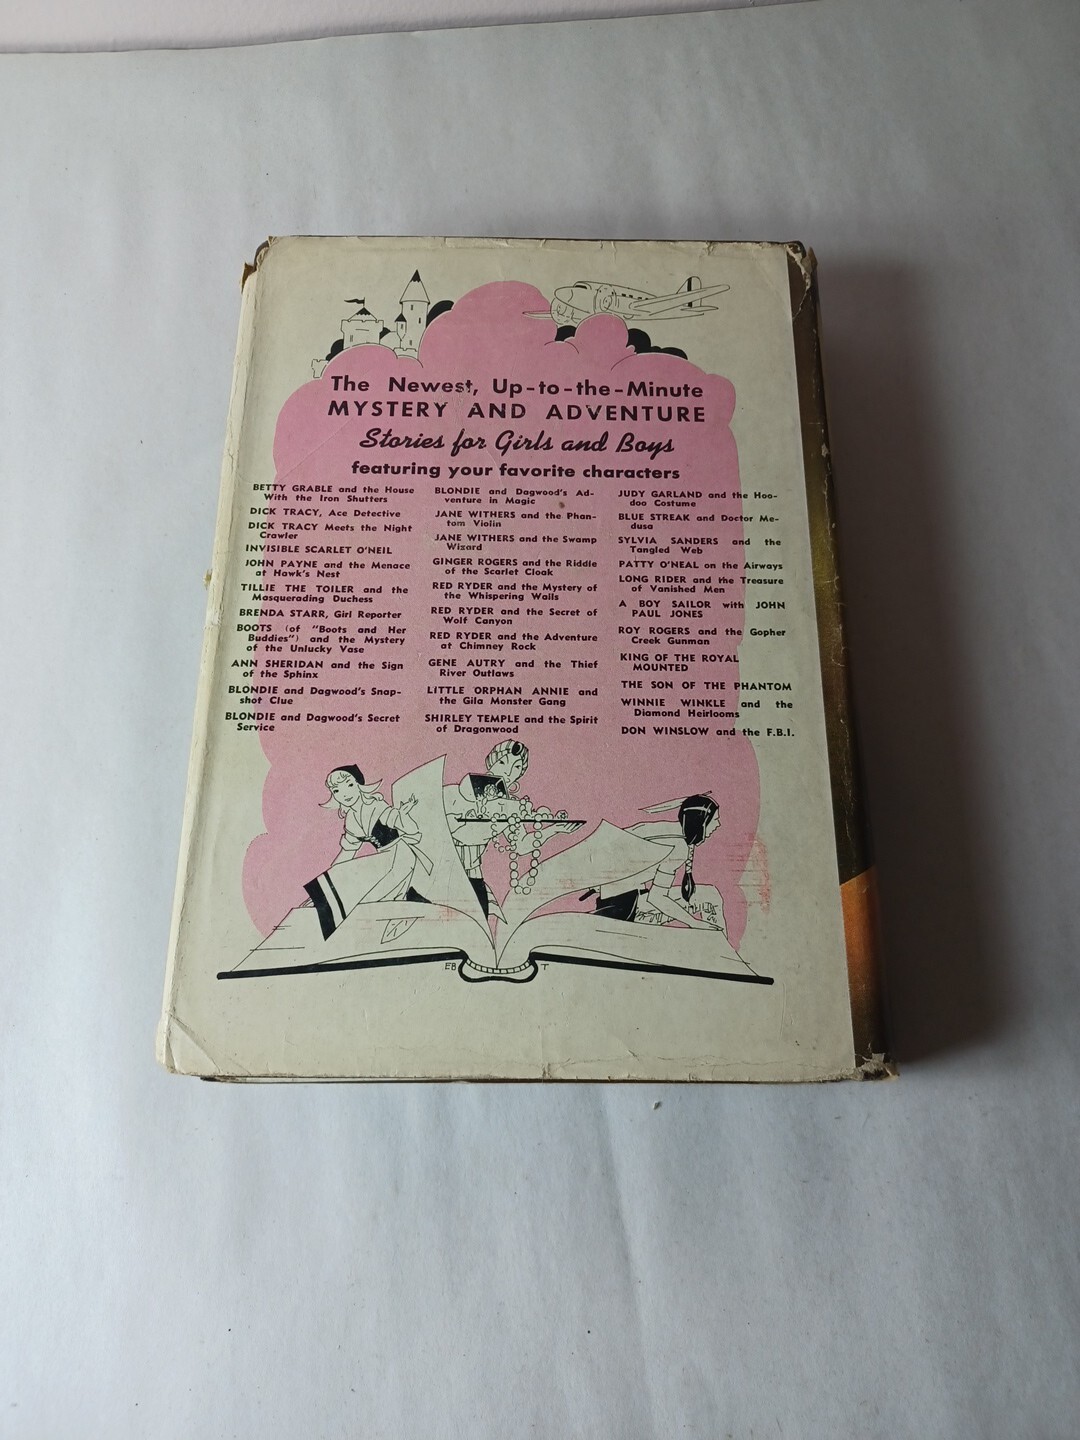 The Newest, Up-to-the-Minute
MYSTERY AND ADVENTURE
Stories for Girls and Boys
featuring your favorite characters
BETTY GRABLE and the House
With the Iron Shutters
DICK TRACY, Ace Detective
DICK TRACY Meets the Night
Crawler
INVISIBLE SCARLET O'NEIL
JOHN PAYNE and the Menace
at Hawk's Nest
TILLIE THE TOILER and the
Masquerading Duchess
BRENDA STARR, Girl Reporter
BOOTS (of "Boots and Her
Buddies") and the Mystery
of the Unlucky Vase
ANN SHERIDAN and the Sign
of the Sphinx
BLONDIE and Dagwood's Snap-
shot Clue
BLONDIE and Dagwood's Secret
Service
BLONDIE and Dagwood's Ad-
venture in Magic
JANE WITHERS and the Phan-
tom Violin
JANE WITHERS and the Swamp
Wizard
GINGER ROGERS and the Riddle
of the Scarlet Cloak
RED RYDER and the Mystery of
the Whispering Walls
RED RYDER and the Secret of
Wolf Canyon
RED RYDER and the Adventure
at Chimney Rock
GENE AUTRY and the Thief
River Outlaws
LITTLE ORPHAN ANNIE and
the Gila Monster Gang
SHIRLEY TEMPLE and the Spirit
of Dragonwood
JUDY GARLAND and the Hoo-
doo Costume
BLUE STREAK and Doctor Me-
dusa
SYLVIA SANDERS and the
Tangled Web
PATTY O'NEAL on the Airways
LONG RIDER and the Treasure
of Vanished Men
A BOY SAILOR with JOHN
PAUL JONES
ROY ROGERS and the Gopher
Creek Gunman
KING OF THE ROYAL
MOUNTED
THE SON OF THE PHANTOM
WINNIE WINKLE and the
Diamond Heirlooms
DON WINSLOW and the F.B.I.
EB T